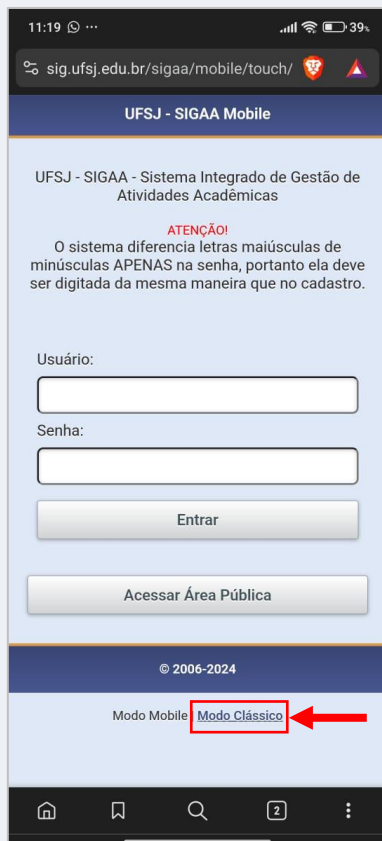 11:19 ... 39%
sig.ufsj.edu.br/sigaa/mobile/touch/
UFSJ - SIGAA Mobile
UFSJ - SIGAA - Sistema Integrado de Gestão de
Atividades Acadêmicas
ATENÇÃO!
O sistema diferencia letras maiúsculas de
minúsculas APENAS na senha, portanto ela deve
ser digitada da mesma maneira que no cadastro.
Usuário:
Senha:
Entrar
Acessar Área Pública
© 2006-2024
Modo Mobile | Modo Clássico
2